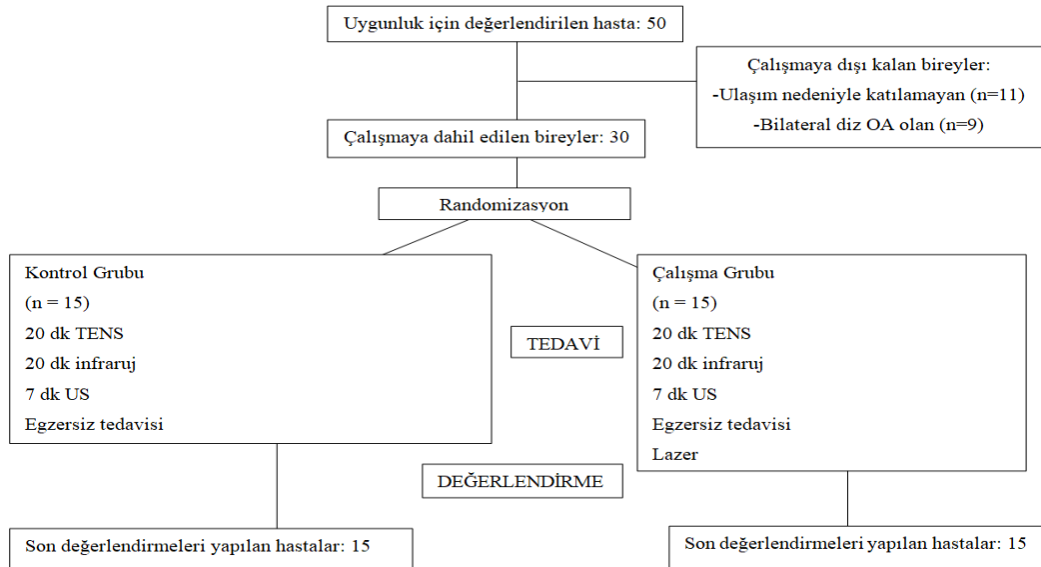 Uygunluk için değerlendirilen hasta: 50
Çalışmaya dışı kalan bireyler:
-Ulaşım nedeniyle katılamayan (n=11)
-Bilateral diz OA olan (n=9)
Çalışmaya dahil edilen bireyler: 30
Randomizasyon
Kontrol Grubu
(n = 15)
20 dk TENS
20 dk infraruj
7 dk US
Egzersiz tedavisi
TEDAVİ
Çalışma Grubu
(n = 15)
20 dk TENS
20 dk infraruj
7 dk US
Egzersiz tedavisi
Lazer
DEĞERLENDİRME
Son değerlendirmeleri yapılan hastalar: 15
Son değerlendirmeleri yapılan hastalar: 15